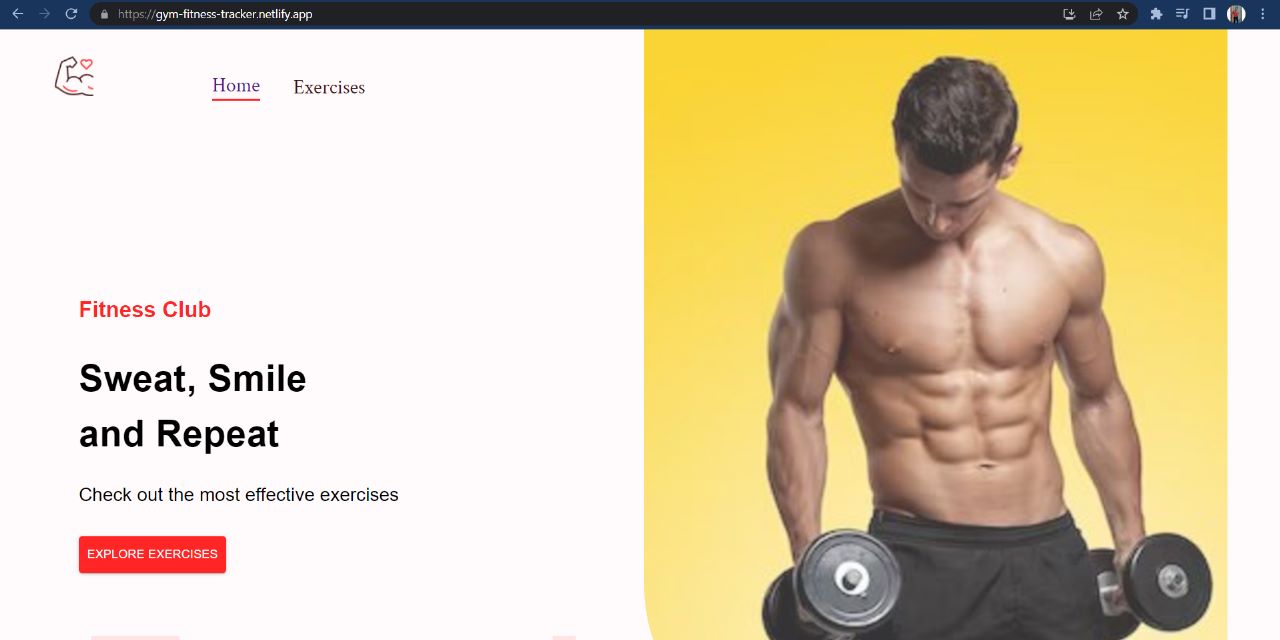 https://gym-fitness-tracker.netlify.app
Home Exercises
Fitness Club
Sweat, Smile
and Repeat
Check out the most effective exercises
EXPLORE EXERCISES